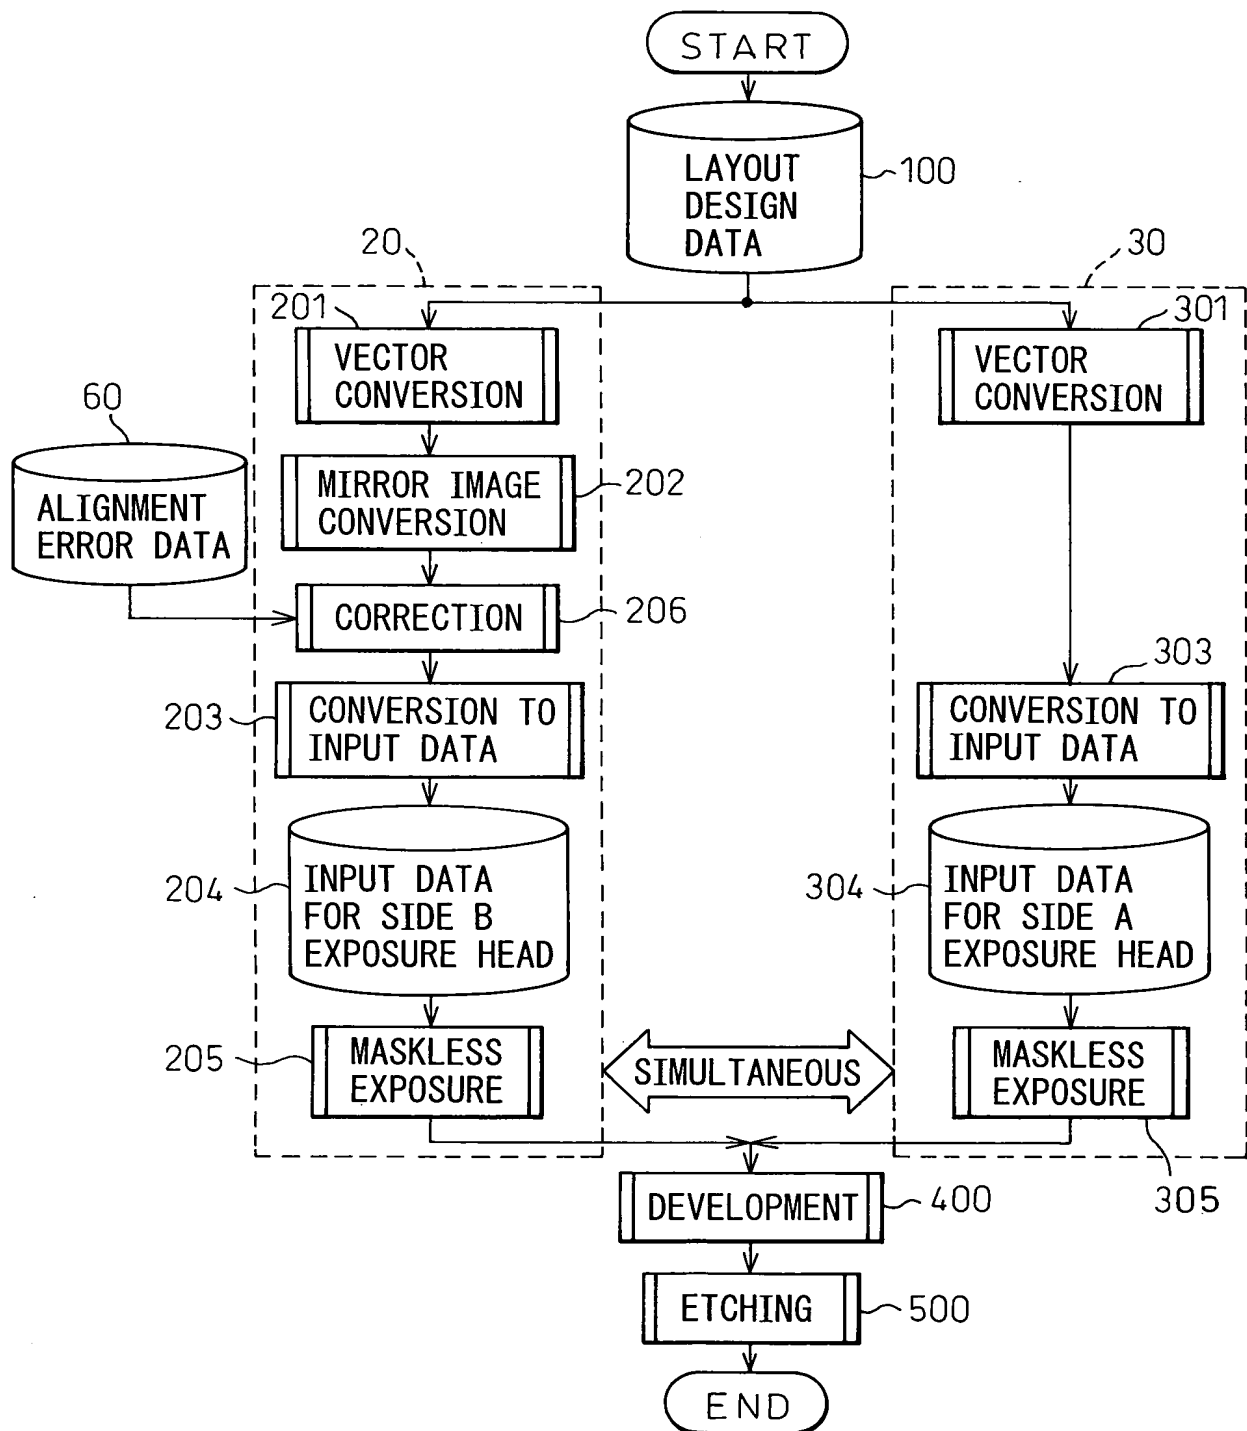 START
LAYOUT
DESIGN
DATA
100
20
30
201
VECTOR
CONVERSION
301
VECTOR
CONVERSION
60
ALIGNMENT
ERROR DATA
MIRROR IMAGE
CONVERSION
202
CORRECTION
206
203
CONVERSION TO
INPUT DATA
303
CONVERSION TO
INPUT DATA
204
INPUT DATA
FOR SIDE B
EXPOSURE HEAD
304
INPUT DATA
FOR SIDE A
EXPOSURE HEAD
205
MASKLESS
EXPOSURE
SIMULTANEOUS
MASKLESS
EXPOSURE
305
DEVELOPMENT
400
ETCHING
500
END